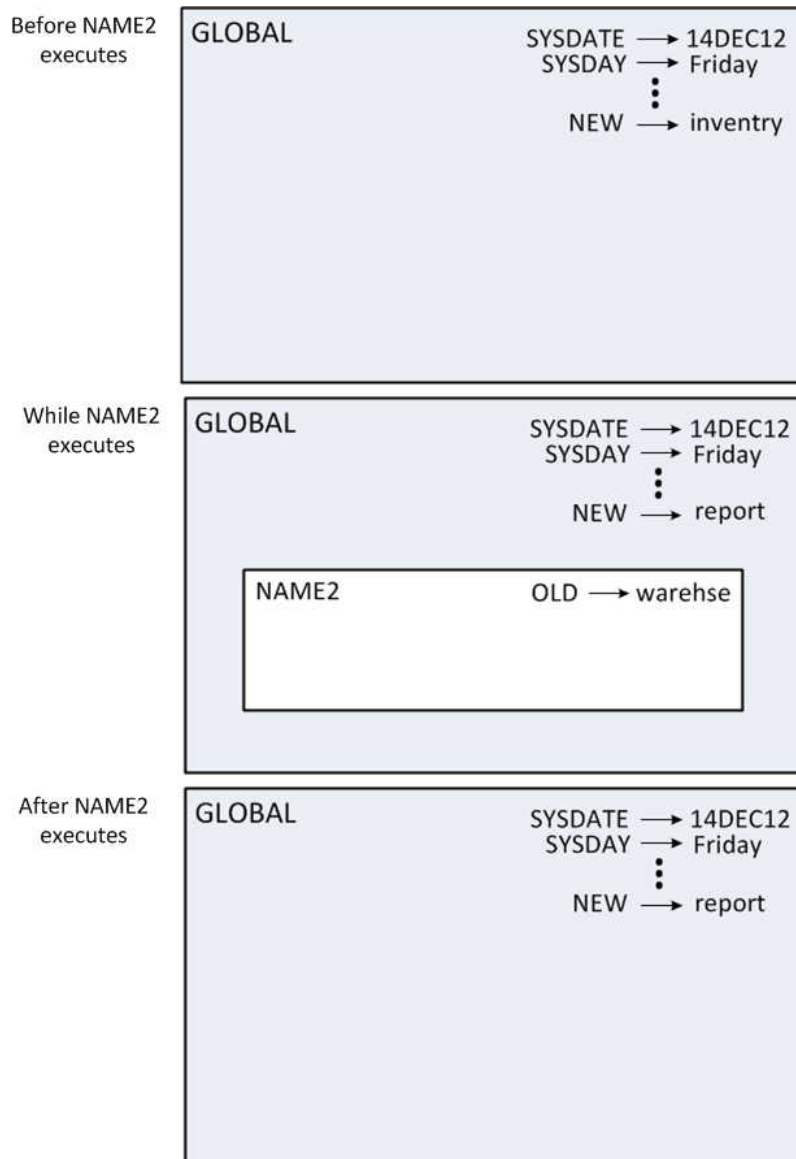 Before NAME2
executes
GLOBAL
SYSDATE → 14DEC12
SYSDAY → Friday
NEW → inventry
While NAME2
executes
GLOBAL
SYSDATE → 14DEC12
SYSDAY → Friday
NEW → report
NAME2
OLD → warehse
After NAME2
executes
GLOBAL
SYSDATE → 14DEC12
SYSDAY → Friday
NEW → report